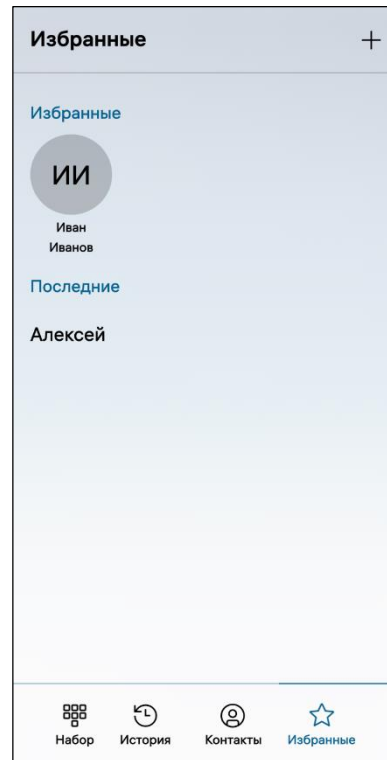 Избранные
Избранные
ИИ
Иван
Иванов
Последние
Алексей
Набор История Контакты Избранные